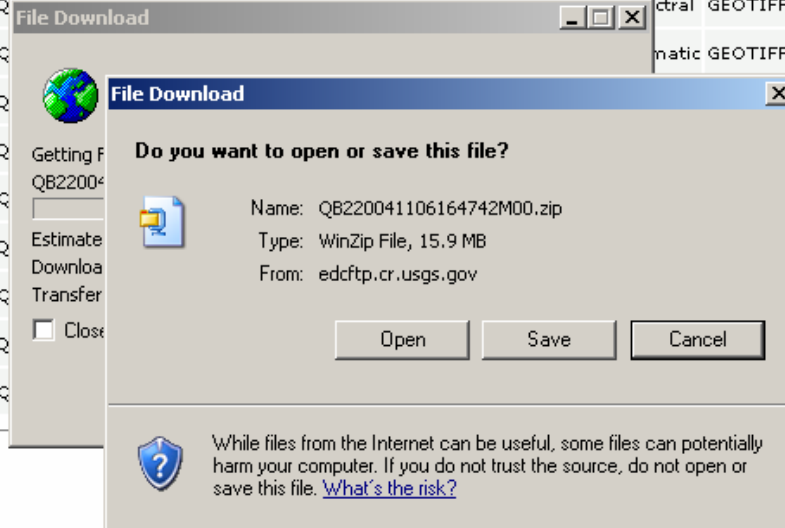 File Download
ctral GEOTIFF
matic GEOTIFF
File Download
Getting F
QB22004
Estimate
Downloa
Transfer
Close
Do you want to open or save this file?
Name: QB220041106164742M00.zip
Type: WinZip File, 15.9 MB
From: edcftp.cr.usgs.gov
Open Save Cancel
While files from the Internet can be useful, some files can potentially
harm your computer. If you do not trust the source, do not open or
save this file. What's the risk?